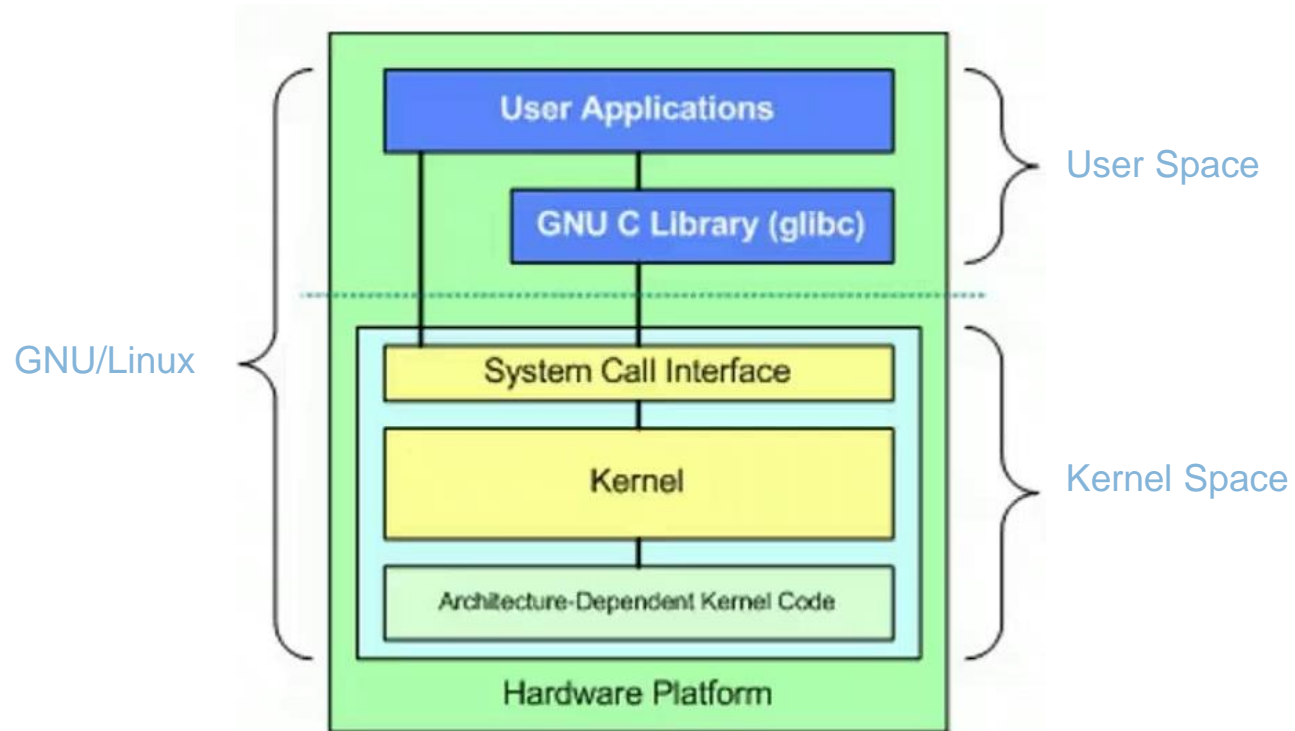 User Applications
User Space
GNU C Library (glibc)
GNU/Linux
System Call Interface
Kernel
Kernel Space
Architecture-Dependent Kernel Code
Hardware Platform